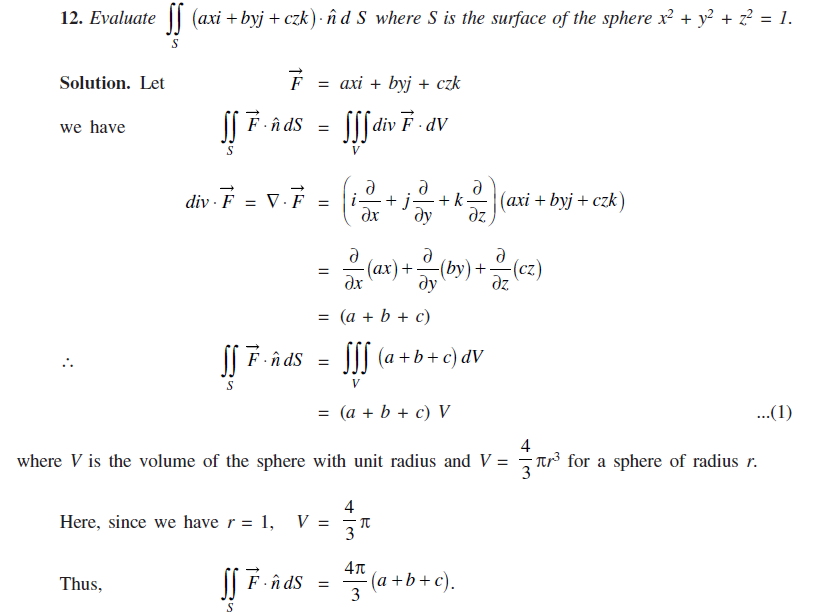 12. Evaluate ∬_S (axi + byj + czk) · n̂ d S where S is the surface of the sphere x² + y² + z² = 1.
Solution. Let F⃗ = axi + byj + czk
we have ∬_S F⃗ · n̂ dS = ∭_V div F⃗ · dV
div · F⃗ = ∇ · F⃗ = (i ∂/∂x + j ∂/∂y + k ∂/∂z) (axi + byj + czk)
= ∂/∂x (ax) + ∂/∂y (by) + ∂/∂z (cz)
= (a + b + c)
∴ ∬_S F⃗ · n̂ dS = ∭_V (a + b + c) dV
= (a + b + c) V ...(1)
where V is the volume of the sphere with unit radius and V = 4/3 πr³ for a sphere of radius r.
Here, since we have r = 1, V = 4/3 π
Thus, ∬_S F⃗ · n̂ dS = 4π/3 (a + b + c).